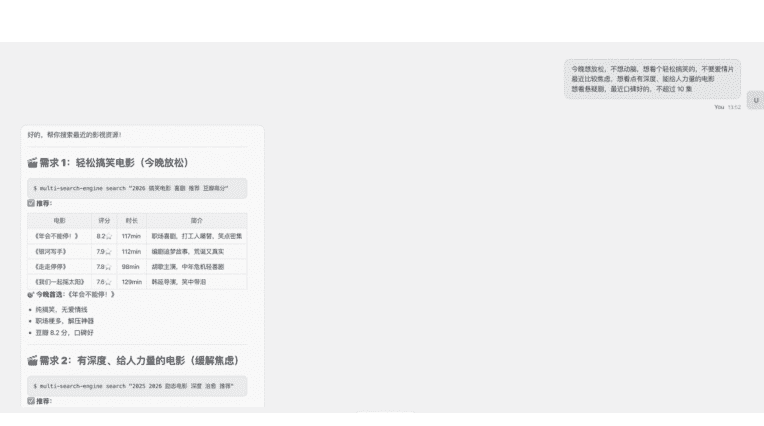 今晚想放松，不想动脑，想看个轻松搞笑的，不要爱情片
最近比较焦虑，想看点有深度、能给人力量的电影
想看悬疑剧，最近口碑好的，不超过 10 集
U
You 13:52
好的，帮你搜索最近的影视资源！
🎬 需求 1：轻松搞笑电影（今晚放松）
$ multi-search-engine search "2026 搞笑电影 喜剧 推荐 豆瓣高分"
✅ 推荐：
电影 评分 时长 简介
《年会不能停！》 8.2⭐ 117min 职场喜剧，打工人嘴替，笑点密集
《银河写手》 7.9⭐ 112min 编剧追梦故事，荒诞又真实
《走走停停》 7.8⭐ 98min 胡歌主演，中年危机轻喜剧
《我们一起摇太阳》 7.6⭐ 129min 韩延导演，笑中带泪
🎯 今晚首选：《年会不能停！》
• 纯搞笑，无爱情线
• 职场梗多，解压神器
• 豆瓣 8.2 分，口碑好
🎬 需求 2：有深度、给人力量的电影（缓解焦虑）
$ multi-search-engine search "2025 2026 励志电影 深度 治愈 推荐"
✅ 推荐：